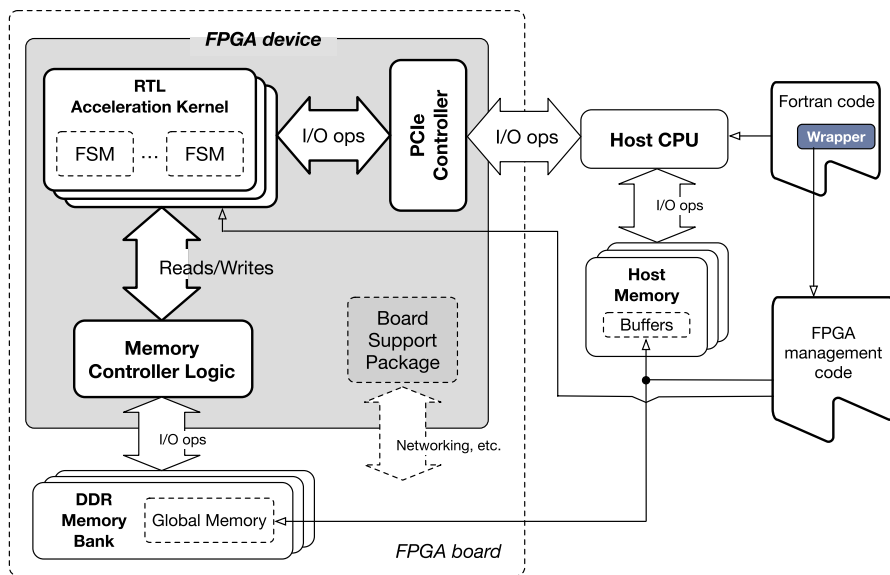 FPGA device
RTL
Acceleration Kernel
FSM
...
FSM
I/O ops
PCIe
Controller
I/O ops
Host CPU
Fortran code
Wrapper
I/O ops
Reads/Writes
Host
Memory
Buffers
Board
Support
Package
Memory
Controller Logic
FPGA
management
code
I/O ops
Networking, etc.
DDR
Memory
Bank
Global Memory
FPGA board